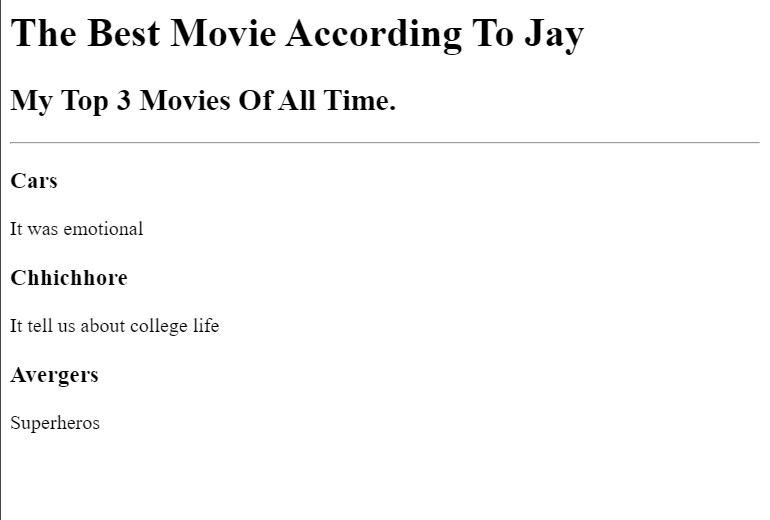 The Best Movie According To Jay
My Top 3 Movies Of All Time.
Cars
It was emotional
Chhichhore
It tell us about college life
Avergers
Superheros